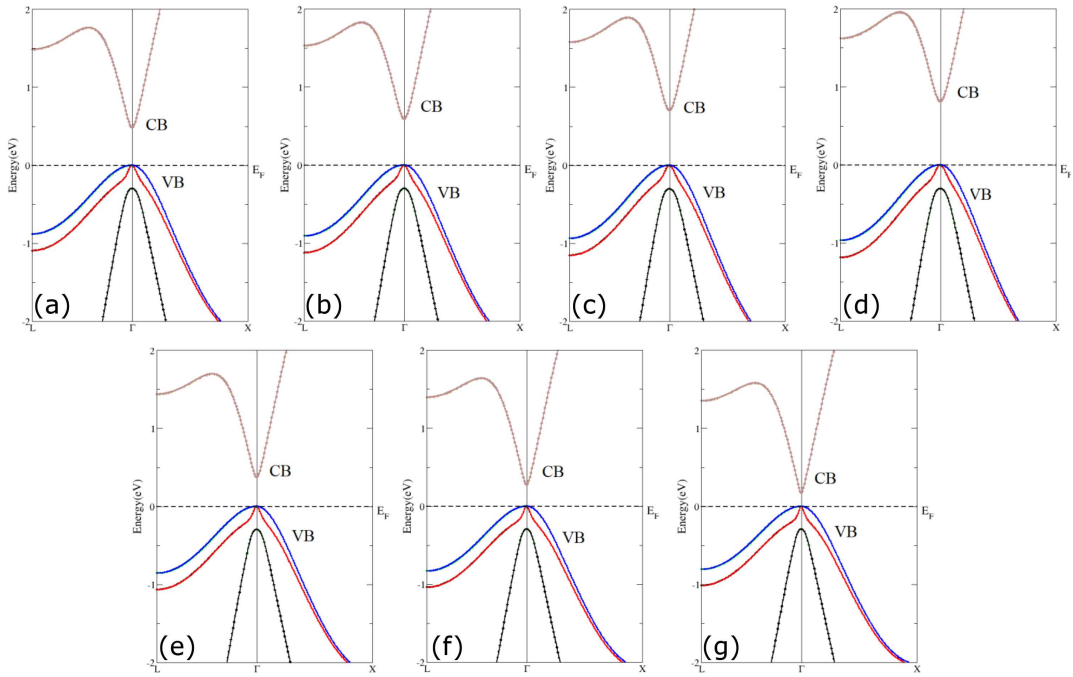 2
1
0
-1
-2
Energy(eV)
CB
VB
E_F
(a)
L
Γ
X
2
1
0
-1
-2
Energy(eV)
CB
VB
E_F
(b)
L
Γ
X
2
1
0
-1
-2
Energy(eV)
CB
VB
E_F
(c)
L
Γ
X
2
1
0
-1
-2
Energy(eV)
CB
VB
E_F
(d)
L
Γ
X
2
1
0
-1
-2
Energy(eV)
CB
VB
E_F
(e)
L
Γ
X
2
1
0
-1
-2
Energy(eV)
CB
VB
E_F
(f)
L
Γ
X
2
1
0
-1
-2
Energy(eV)
CB
VB
E_F
(g)
L
Γ
X